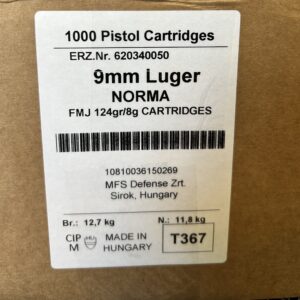 1000 Pistol Cartridges
ERZ.Nr. 620340050
9mm Luger
NORMA
FMJ 124gr/8g CARTRIDGES
10810036150269
MFS Defense Zrt.
Sirok, Hungary
Br.: 12,7 kg N.: 11,8 kg
CIP
M
MADE IN
HUNGARY
T367